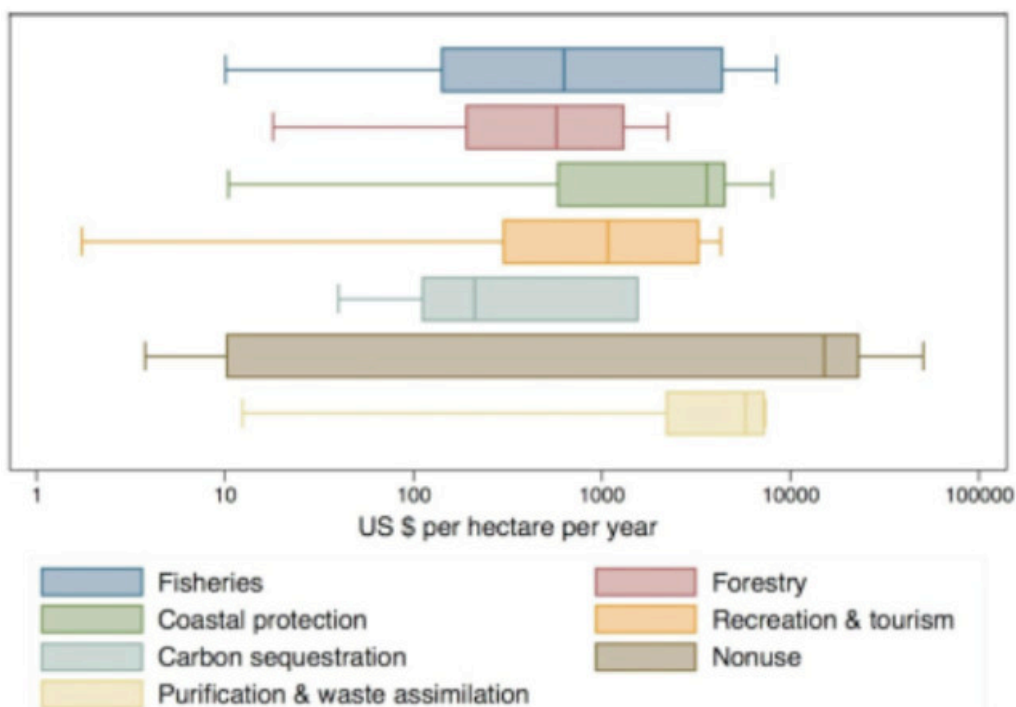 1 10 100 1000 10000 100000
US $ per hectare per year
Fisheries Forestry
Coastal protection Recreation & tourism
Carbon sequestration Nonuse
Purification & waste assimilation